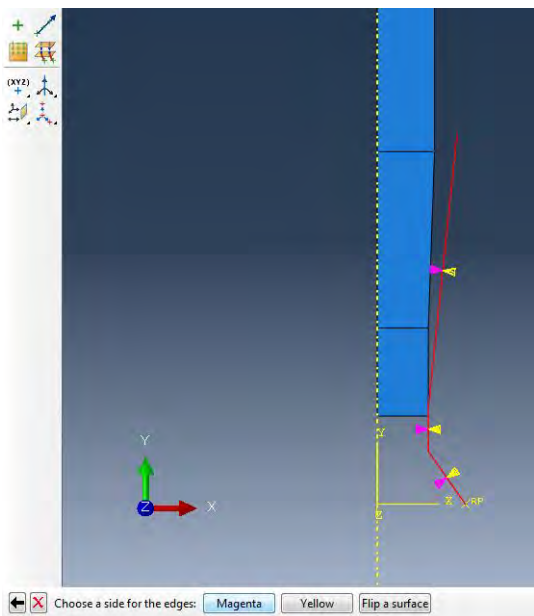 (XYZ)
Y
Y
Z X
X RP
Z
Choose a side for the edges: Magenta Yellow Flip a surface